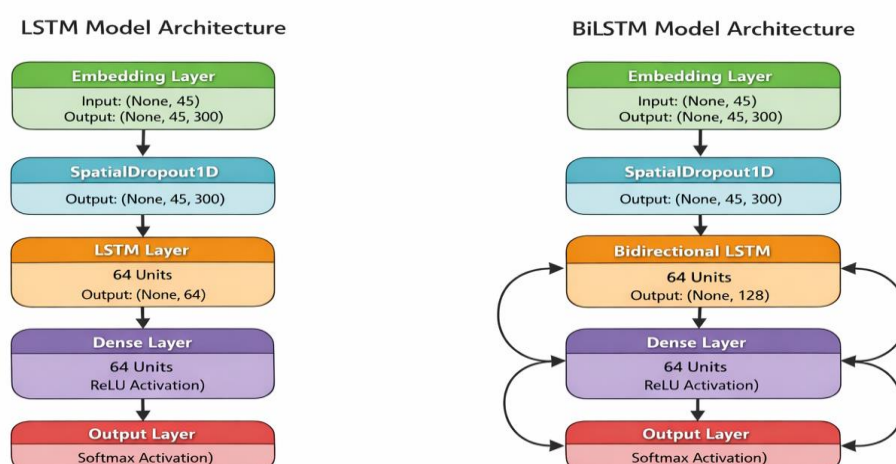 LSTM Model Architecture
Embedding Layer
Input: (None, 45)
Output: (None, 45, 300)
SpatialDropout1D
Output: (None, 45, 300)
LSTM Layer
64 Units
Output: (None, 64)
Dense Layer
64 Units
ReLU Activation)
Output Layer
Softmax Activation)
BiLSTM Model Architecture
Embedding Layer
Input: (None, 45)
Output: (None, 45, 300)
SpatialDropout1D
Output: (None, 45, 300)
Bidirectional LSTM
64 Units
Output: (None, 128)
Dense Layer
64 Units
ReLU Activation)
Output Layer
Softmax Activation)